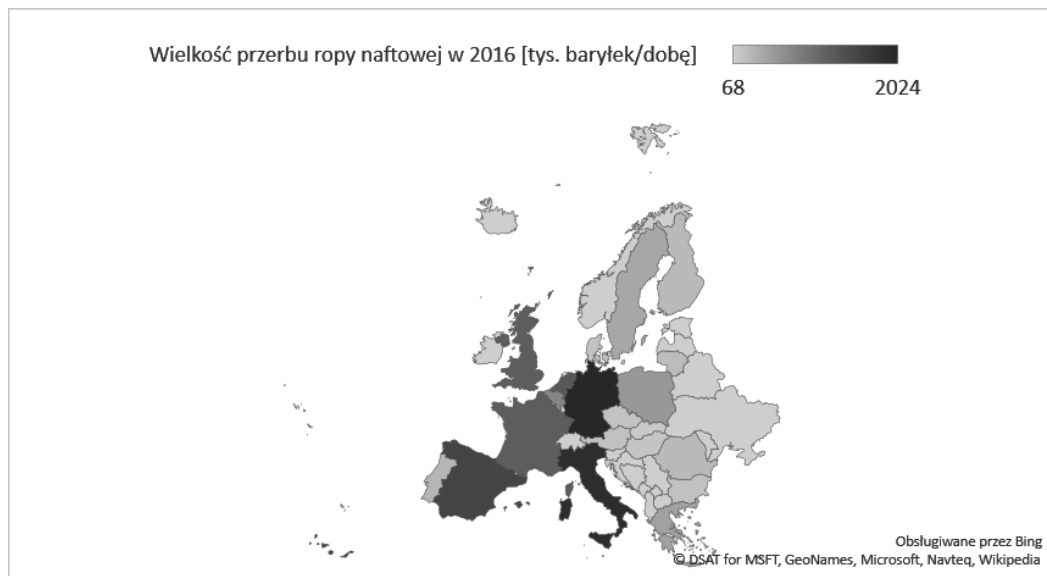 Wielkość przerbu ropy naftowej w 2016 [tys. baryłek/dobę]
68 2024
Obsługiwane przez Bing
© DSAT for MSFT, GeoNames, Microsoft, Navteq, Wikipedia